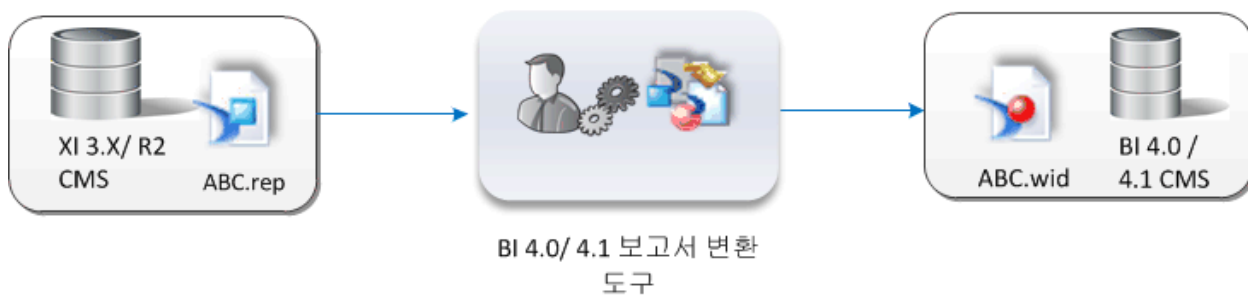 XI 3.X/ R2
CMS
ABC.rep
BI 4.0/ 4.1 보고서 변환
도구
ABC.wid
BI 4.0 /
4.1 CMS